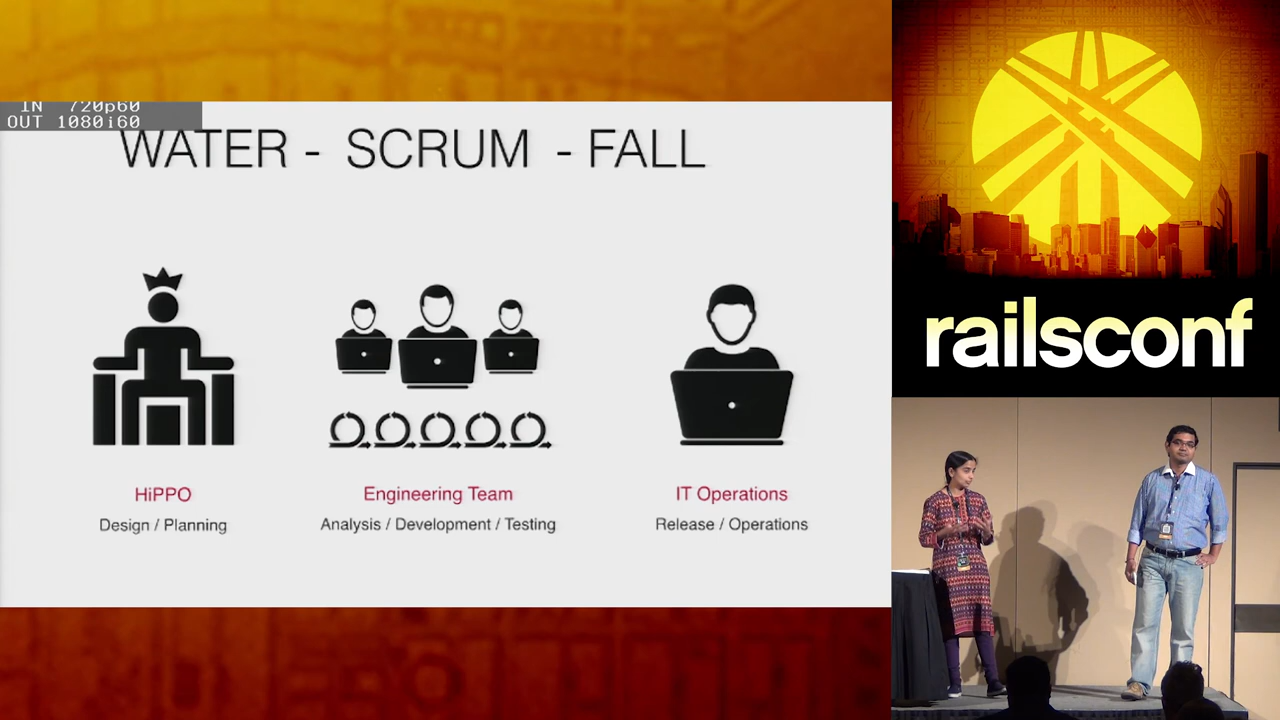 IN 720p60
OUT 1080i60
WATER - SCRUM - FALL
HiPPO
Design / Planning
Engineering Team
Analysis / Development / Testing
IT Operations
Release / Operations
railsconf